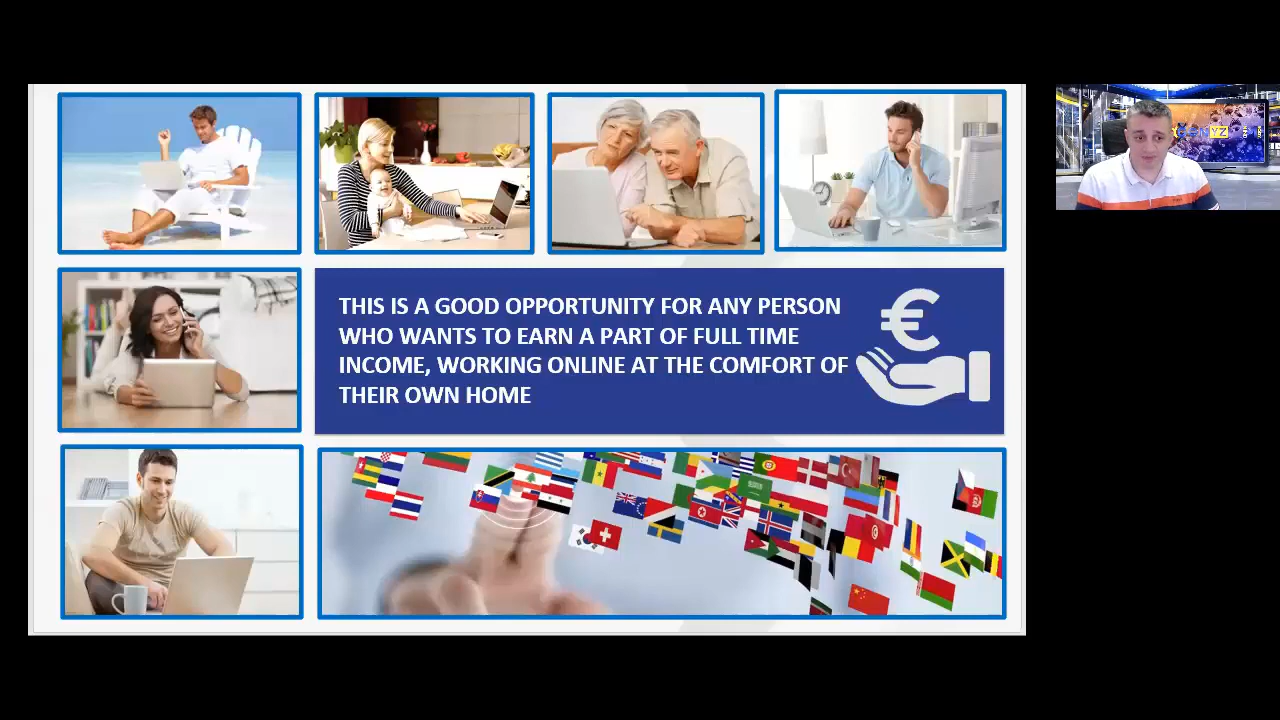 THIS IS A GOOD OPPORTUNITY FOR ANY PERSON
WHO WANTS TO EARN A PART OF FULL TIME
INCOME, WORKING ONLINE AT THE COMFORT OF
THEIR OWN HOME